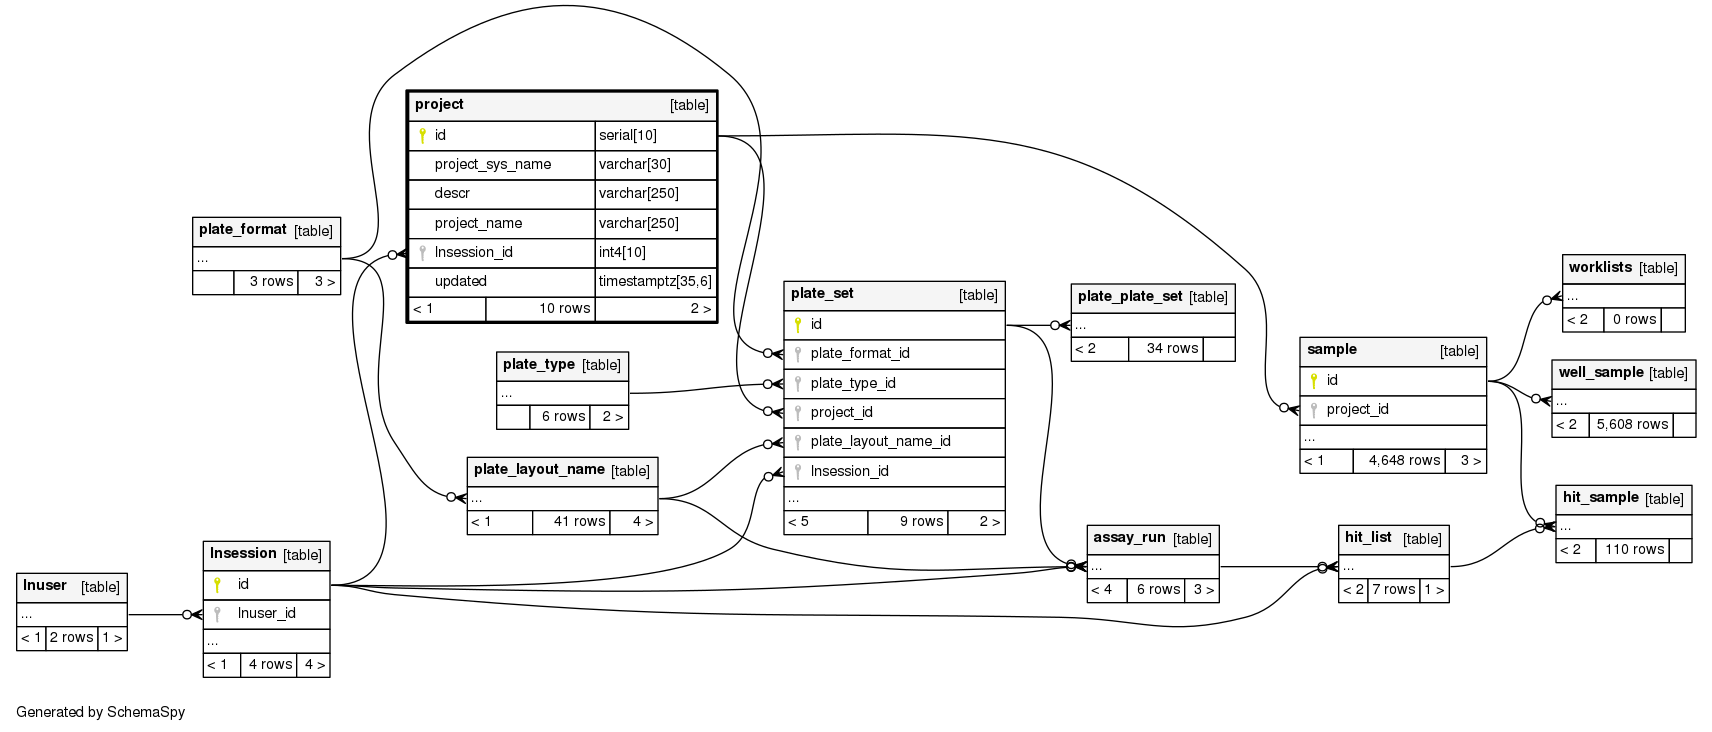 project [table]
id serial[10]
project_sys_name varchar[30]
descr varchar[250]
project_name varchar[250]
lnsession_id int4[10]
updated timestamptz[35,6]
< 1 10 rows 2 >
plate_format [table]
...
3 rows 3 >
plate_type [table]
...
6 rows 2 >
plate_layout_name [table]
...
< 1 41 rows 4 >
lnuser [table]
...
< 1 2 rows 1 >
lnsession [table]
id
lnuser_id
...
< 1 4 rows 4 >
plate_set [table]
id
plate_format_id
plate_type_id
project_id
plate_layout_name_id
lnsession_id
...
< 5 9 rows 2 >
plate_plate_set [table]
...
< 2 34 rows
assay_run [table]
...
< 4 6 rows 3 >
sample [table]
id
project_id
...
< 1 4,648 rows 3 >
hit_list [table]
...
< 2 7 rows 1 >
worklists [table]
...
< 2 0 rows
well_sample [table]
...
< 2 5,608 rows
hit_sample [table]
...
< 2 110 rows
Generated by SchemaSpy